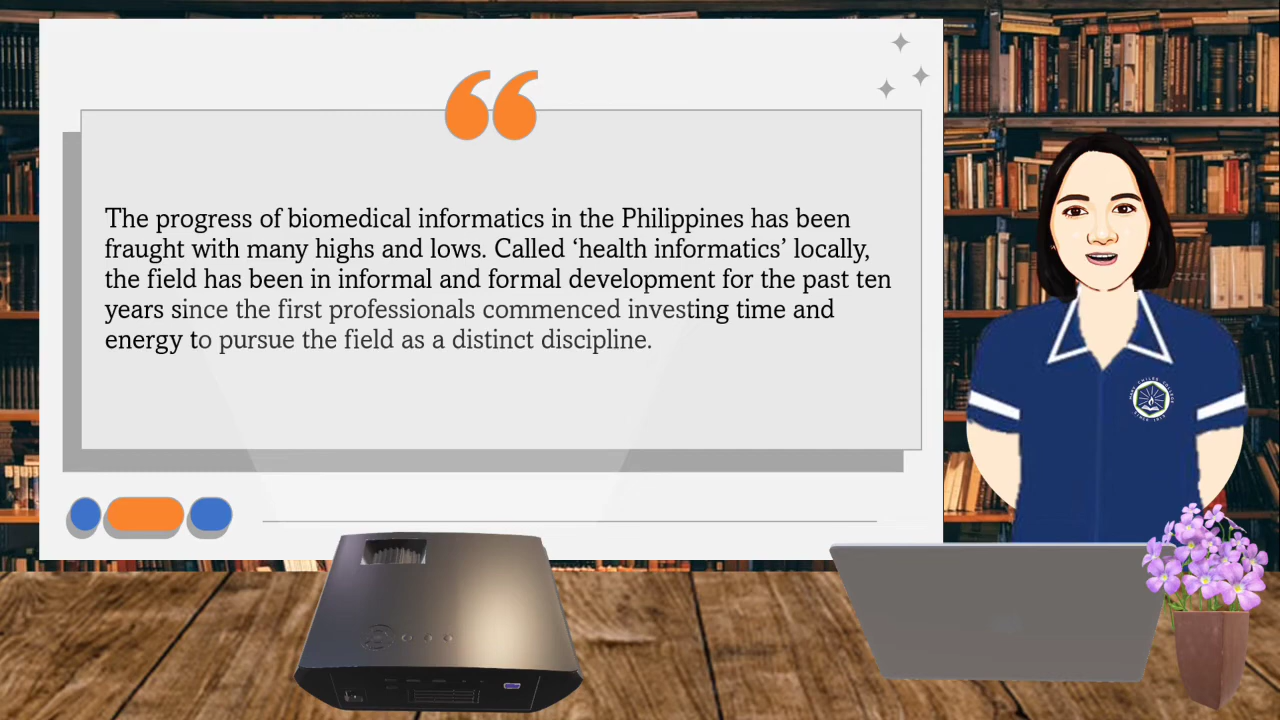 The progress of biomedical informatics in the Philippines has been
fraught with many highs and lows. Called ‘health informatics’ locally,
the field has been in informal and formal development for the past ten
years since the first professionals commenced investing time and
energy to pursue the field as a distinct discipline.